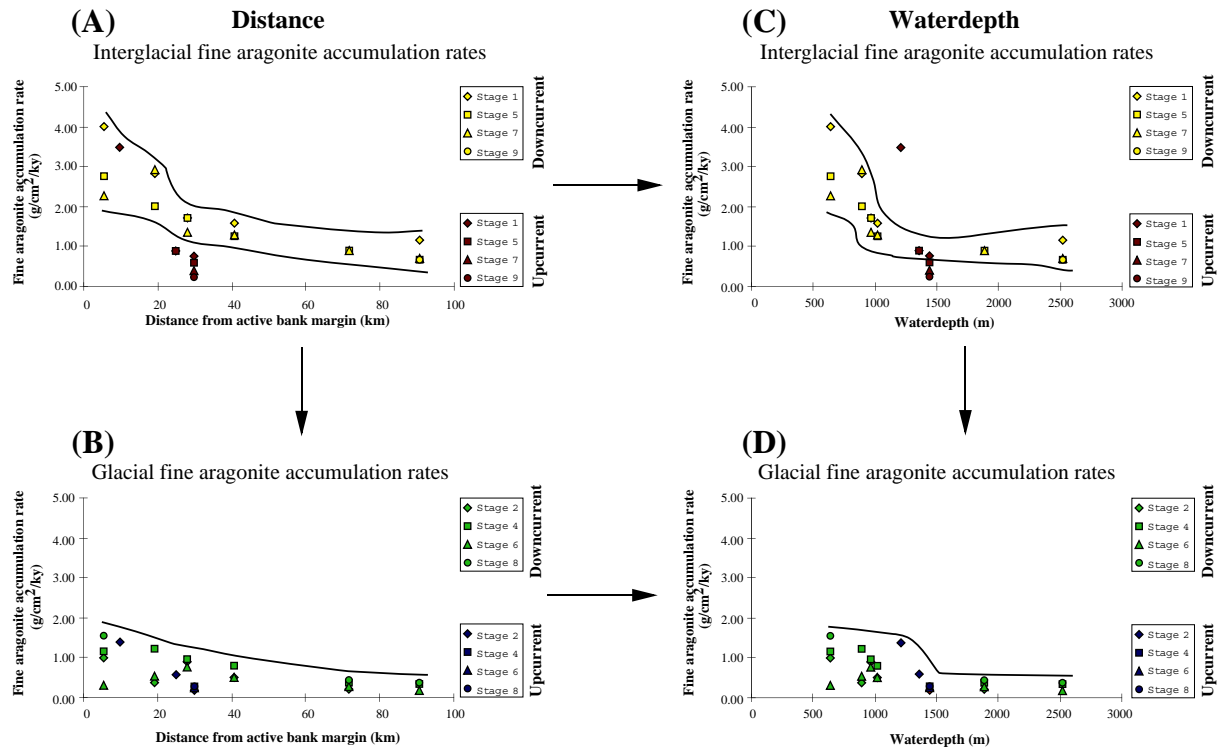 (A) Distance
Interglacial fine aragonite accumulation rates
Fine aragonite accumulation rate
(g/cm²/ky)
5.00
4.00
3.00
2.00
1.00
0.00
0 20 40 60 80 100
Distance from active bank margin (km)
Stage 1
Stage 5
Stage 7
Stage 9
Downcurrent
Stage 1
Stage 5
Stage 7
Stage 9
Upcurrent
(C) Waterdepth
Interglacial fine aragonite accumulation rates
Fine aragonite accumulation rate
(g/cm²/ky)
5.00
4.00
3.00
2.00
1.00
0.00
0 500 1000 1500 2000 2500 3000
Waterdepth (m)
Stage 1
Stage 5
Stage 7
Stage 9
Downcurrent
Stage 1
Stage 5
Stage 7
Stage 9
Upcurrent
(B)
Glacial fine aragonite accumulation rates
Fine aragonite accumulation rate
(g/cm²/ky)
5.00
4.00
3.00
2.00
1.00
0.00
0 20 40 60 80 100
Distance from active bank margin (km)
Stage 2
Stage 4
Stage 6
Stage 8
Downcurrent
Stage 2
Stage 4
Stage 6
Stage 8
Upcurrent
(D)
Glacial fine aragonite accumulation rates
Fine aragonite accumulation rate
(g/cm²/ky)
5.00
4.00
3.00
2.00
1.00
0.00
0 500 1000 1500 2000 2500 3000
Waterdepth (m)
Stage 2
Stage 4
Stage 6
Stage 8
Downcurrent
Stage 2
Stage 4
Stage 6
Stage 8
Upcurrent